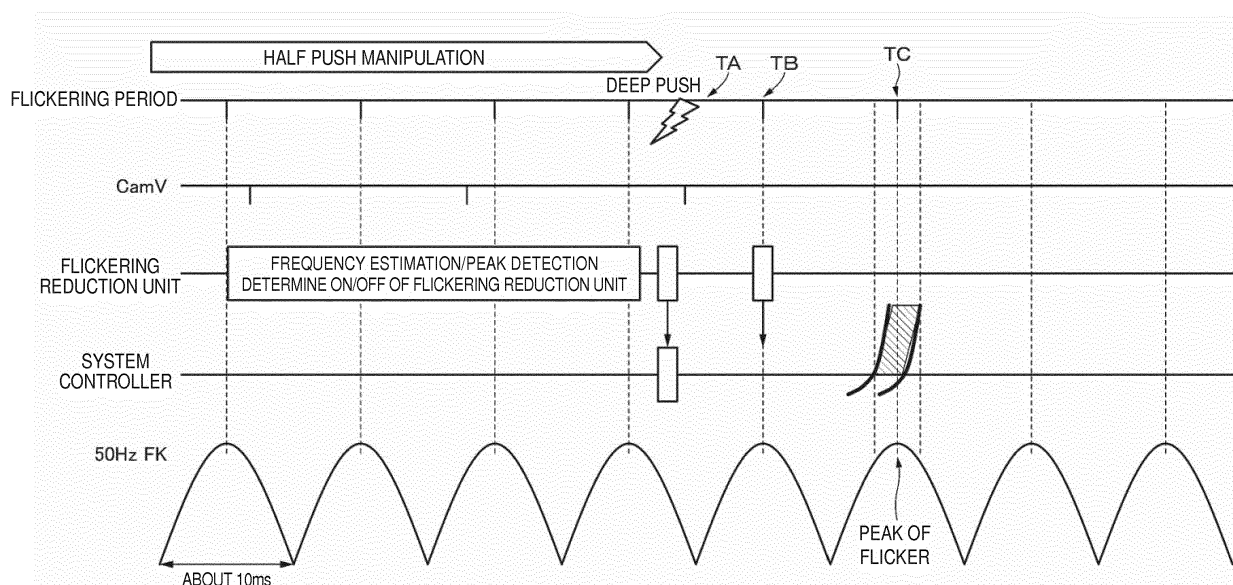 HALF PUSH MANIPULATION
DEEP PUSH
TA
TB
TC
FLICKERING PERIOD
CamV
FLICKERING
REDUCTION UNIT
FREQUENCY ESTIMATION/PEAK DETECTION
DETERMINE ON/OFF OF FLICKERING REDUCTION UNIT
SYSTEM
CONTROLLER
50Hz FK
PEAK OF
FLICKER
ABOUT 10ms